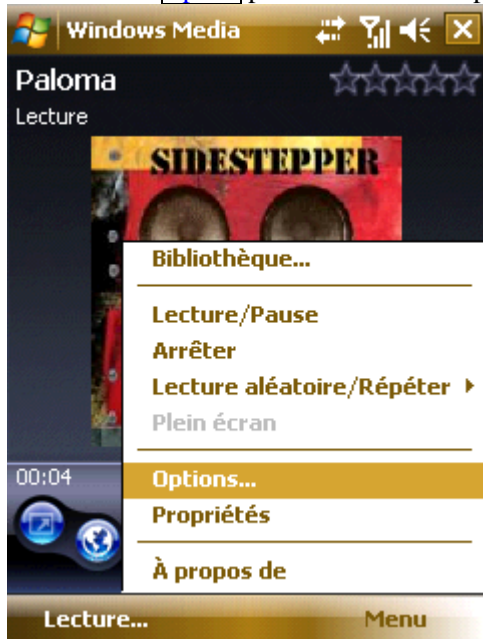 Windows Media
Paloma
Lecture
SIDESTEPPER
Bibliothèque...
Lecture/Pause
Arrêter
Lecture aléatoire/Répéter
Plein écran
00:04
Options...
Propriétés
À propos de
Lecture...
Menu